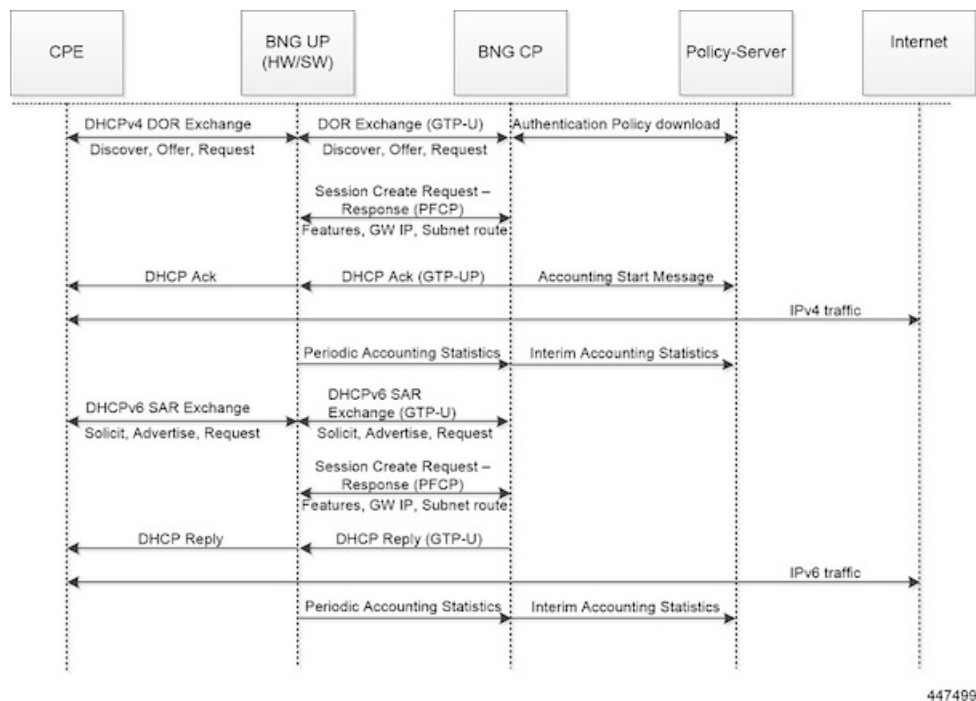 CPE
BNG UP
(HW/SW)
BNG CP
Policy-Server
Internet
DHCPv4 DOR Exchange
DOR Exchange (GTP-U)
Authentication Policy download
Discover, Offer, Request
Discover, Offer, Request
Session Create Request –
Response (PFCP)
Features, GW IP, Subnet route
DHCP Ack
DHCP Ack (GTP-UP)
Accounting Start Message
IPv4 traffic
Periodic Accounting Statistics
Interim Accounting Statistics
DHCPv6 SAR Exchange
DHCPv6 SAR
Exchange (GTP-U)
Solicit, Advertise, Request
Solicit, Advertise, Request
Session Create Request –
Response (PFCP)
Features, GW IP, Subnet route
DHCP Reply
DHCP Reply (GTP-U)
IPv6 traffic
Periodic Accounting Statistics
Interim Accounting Statistics
447499